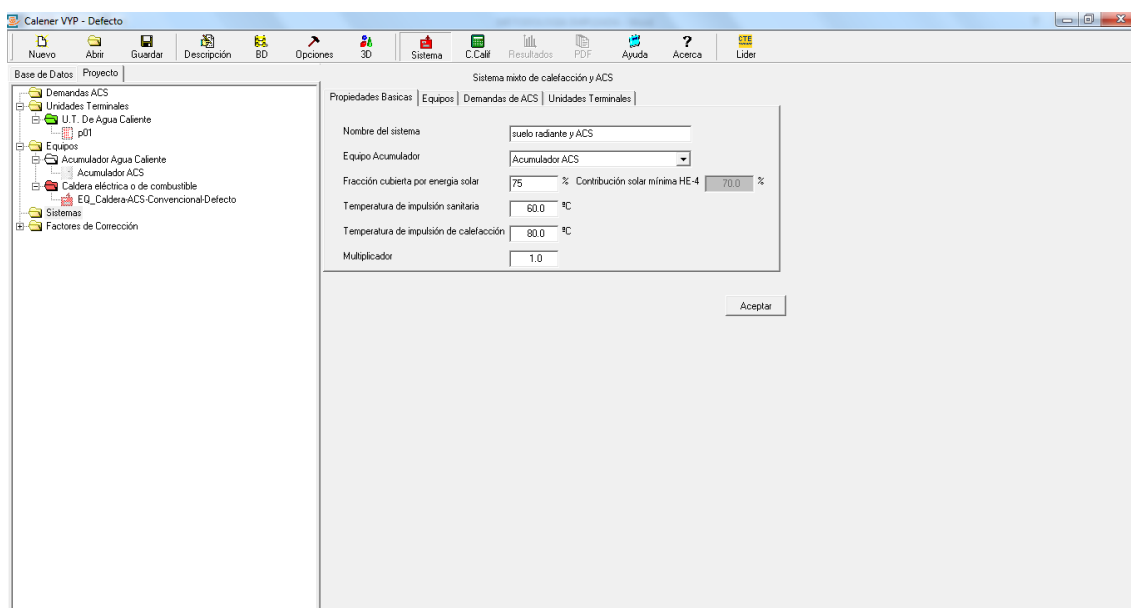 Calener VYP - Defecto
Nuevo Abrir Guardar Descripción BD Opciones 3D Sistema C.Calif Resultados PDF Ayuda Acerca CTE Lider
Base de Datos Proyecto
Sistema mixto de calefacción y ACS
Demandas ACS
Unidades Terminales
U.T. De Agua Caliente
p01
Equipos
Acumulador Agua Caliente
Acumulador ACS
Caldera eléctrica o de combustible
EQ_Caldera-ACS-Convencional-Defecto
Sistemas
Factores de Corrección
Propiedades Basicas Equipos Demandas de ACS Unidades Terminales
Nombre del sistema suelo radiante y ACS
Equipo Acumulador Acumulador ACS
Fracción cubierta por energia solar 75 % Contribución solar mínima HE-4 70.0 %
Temperatura de impulsión sanitaria 60.0 ºC
Temperatura de impulsión de calefacción 80.0 ºC
Multiplicador 1.0
Aceptar